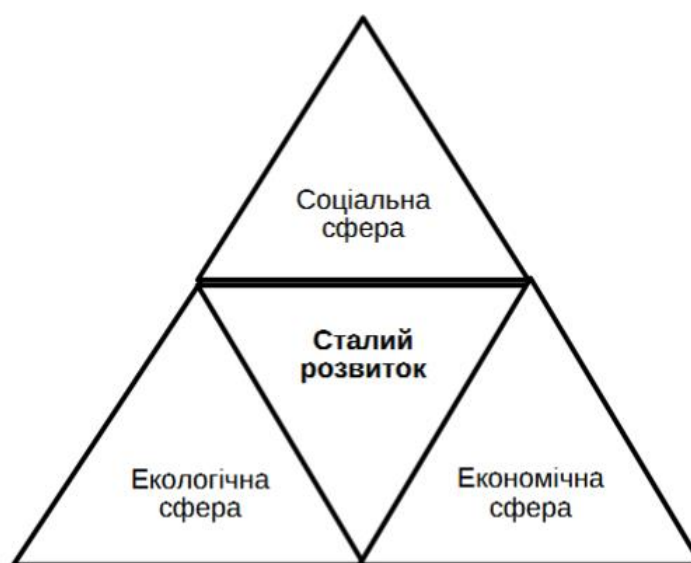 Соціальна
сфера
Сталий
розвиток
Екологічна
сфера
Економічна
сфера